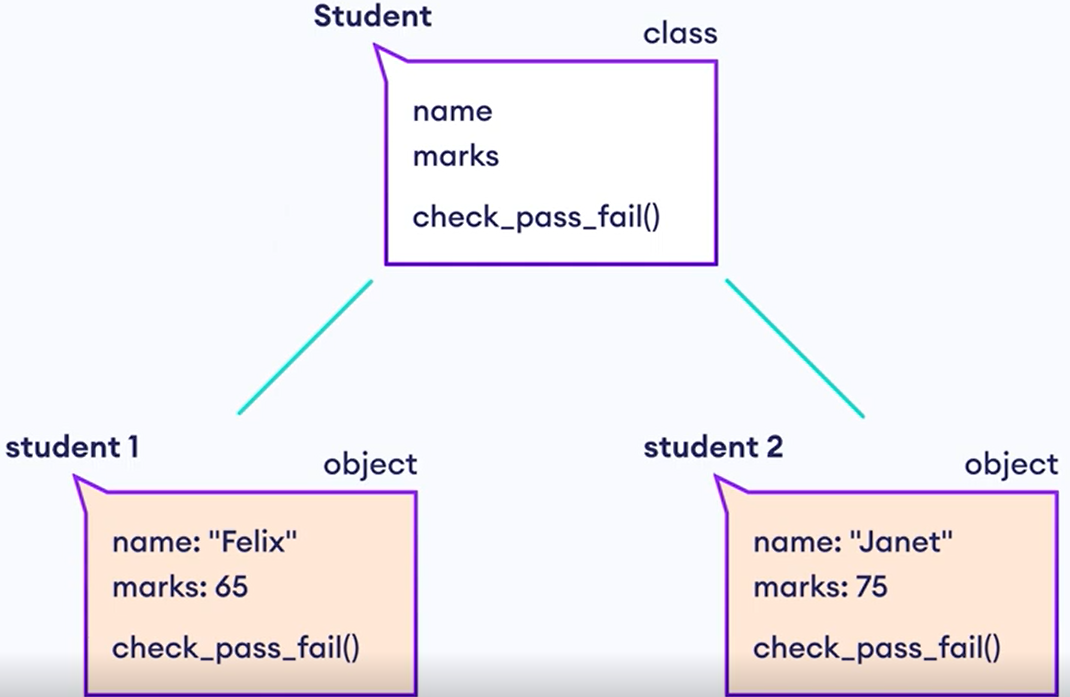 Student
class
name
marks
check_pass_fail()
student 1
object
name: "Felix"
marks: 65
check_pass_fail()
student 2
object
name: "Janet"
marks: 75
check_pass_fail()